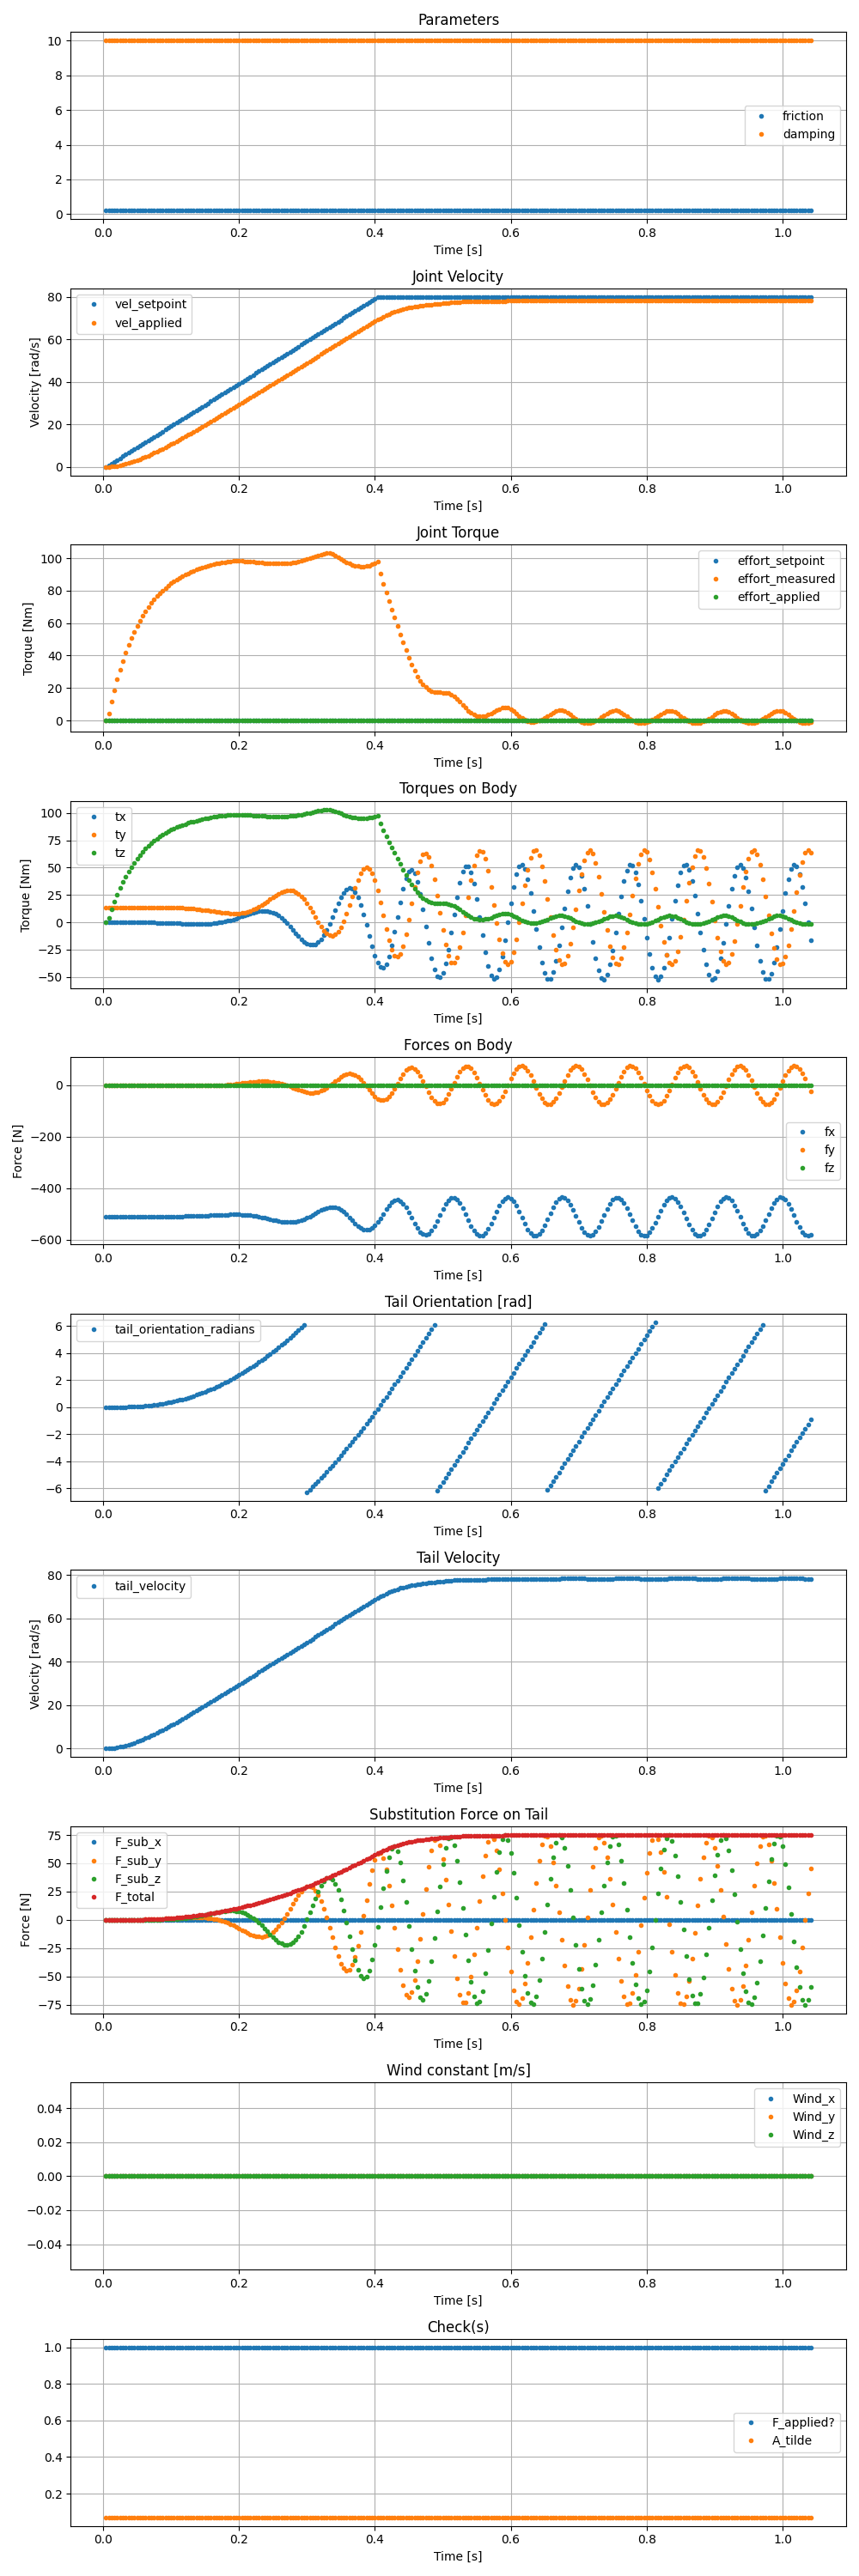 Parameters
10
8
6
4
2
0
friction
damping
0.0 0.2 0.4 0.6 0.8 1.0
Time [s]
Joint Velocity
Velocity [rad/s]
80
60
40
20
0
vel_setpoint
vel_applied
0.0 0.2 0.4 0.6 0.8 1.0
Time [s]
Joint Torque
Torque [Nm]
100
80
60
40
20
0
effort_setpoint
effort_measured
effort_applied
0.0 0.2 0.4 0.6 0.8 1.0
Time [s]
Torques on Body
Torque [Nm]
100
75
50
25
0
−25
−50
tx
ty
tz
0.0 0.2 0.4 0.6 0.8 1.0
Time [s]
Forces on Body
Force [N]
0
−200
−400
−600
fx
fy
fz
0.0 0.2 0.4 0.6 0.8 1.0
Time [s]
Tail Orientation [rad]
6
4
2
0
−2
−4
−6
tail_orientation_radians
0.0 0.2 0.4 0.6 0.8 1.0
Time [s]
Tail Velocity
Velocity [rad/s]
80
60
40
20
0
tail_velocity
0.0 0.2 0.4 0.6 0.8 1.0
Time [s]
Substitution Force on Tail
Force [N]
75
50
25
0
−25
−50
−75
F_sub_x
F_sub_y
F_sub_z
F_total
0.0 0.2 0.4 0.6 0.8 1.0
Time [s]
Wind constant [m/s]
0.04
0.02
0.00
−0.02
−0.04
Wind_x
Wind_y
Wind_z
0.0 0.2 0.4 0.6 0.8 1.0
Time [s]
Check(s)
1.0
0.8
0.6
0.4
0.2
F_applied?
A_tilde
0.0 0.2 0.4 0.6 0.8 1.0
Time [s]